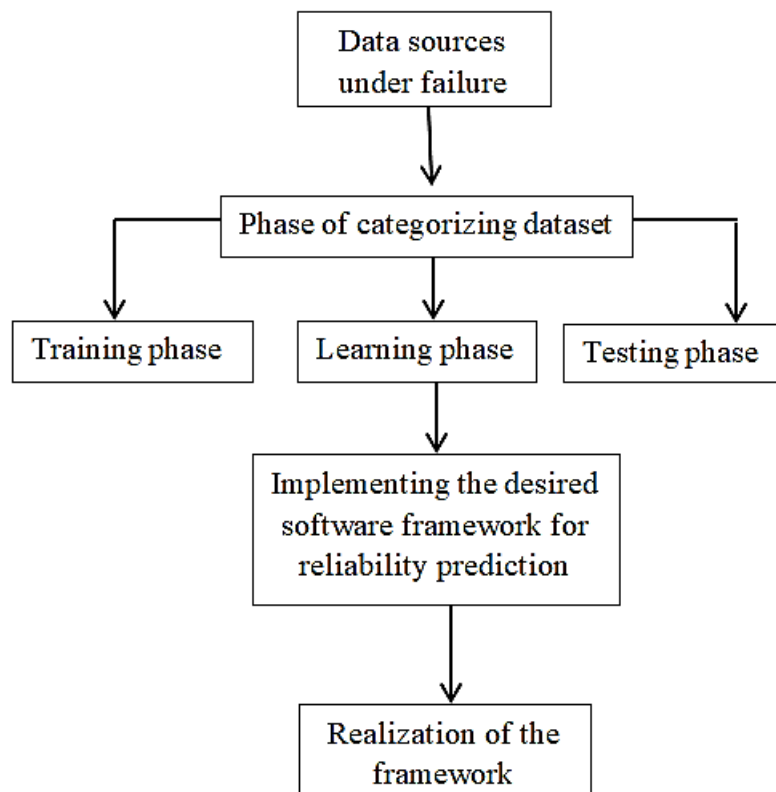 Data sources
under failure
Phase of categorizing dataset
Training phase
Learning phase
Testing phase
Implementing the desired
software framework for
reliability prediction
Realization of the
framework